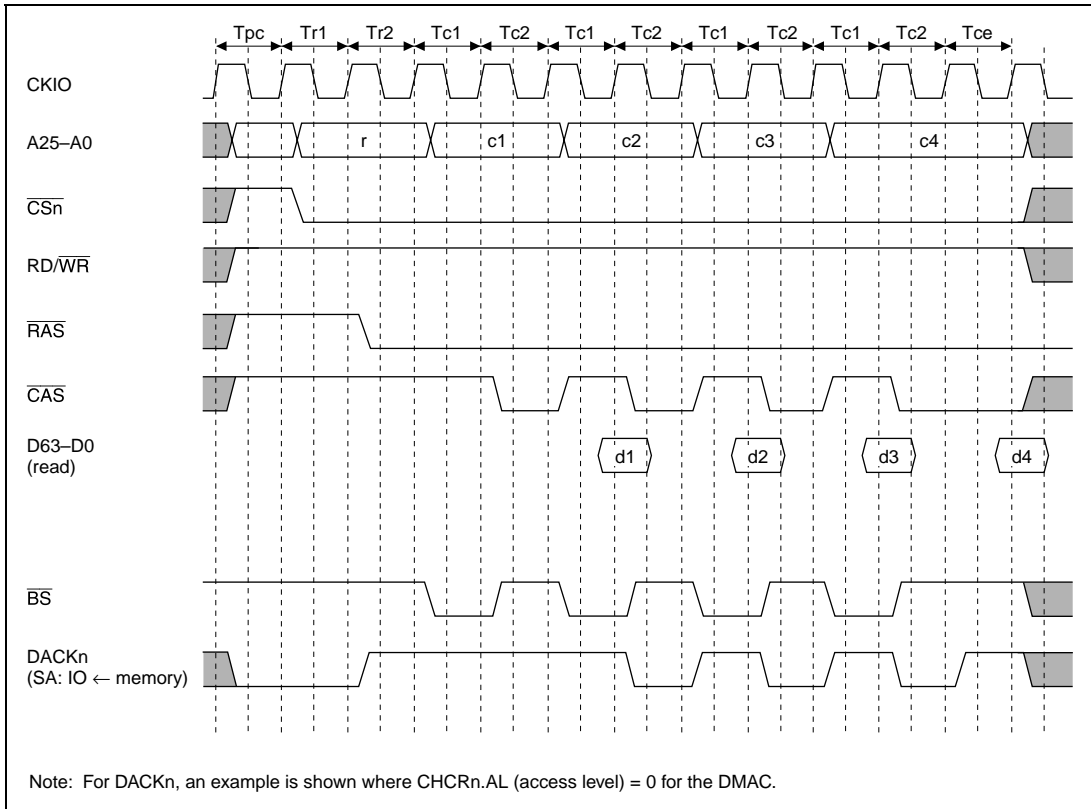 Tpc Tr1 Tr2 Tc1 Tc2 Tc1 Tc2 Tc1 Tc2 Tc1 Tc2 Tce
CKIO
A25–A0 r c1 c2 c3 c4
CSn
RD/WR
RAS
CAS
D63–D0
(read) d1 d2 d3 d4
BS
DACKn
(SA: IO ← memory)
Note: For DACKn, an example is shown where CHCRn.AL (access level) = 0 for the DMAC.